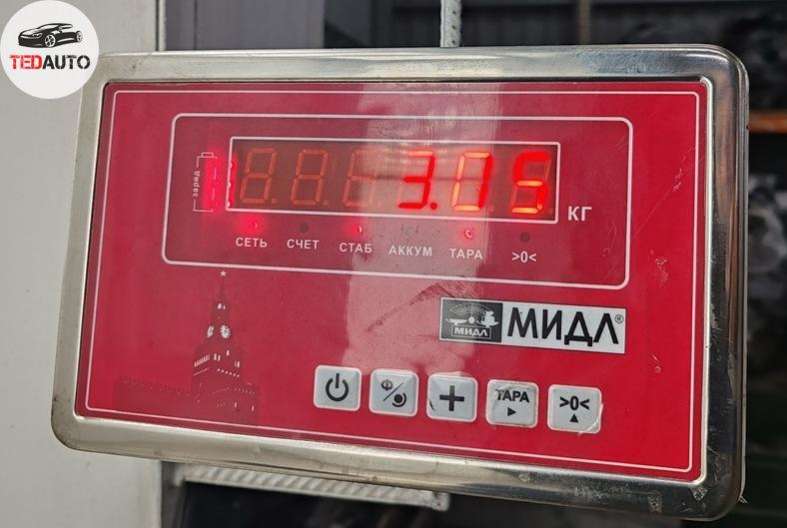 TEDAUTO
заряд
3.05
КГ
СЕТЬ СЧЕТ СТАБ АККУМ ТАРА >0<
МИДЛ
МИДЛ®
ТАРА >0<